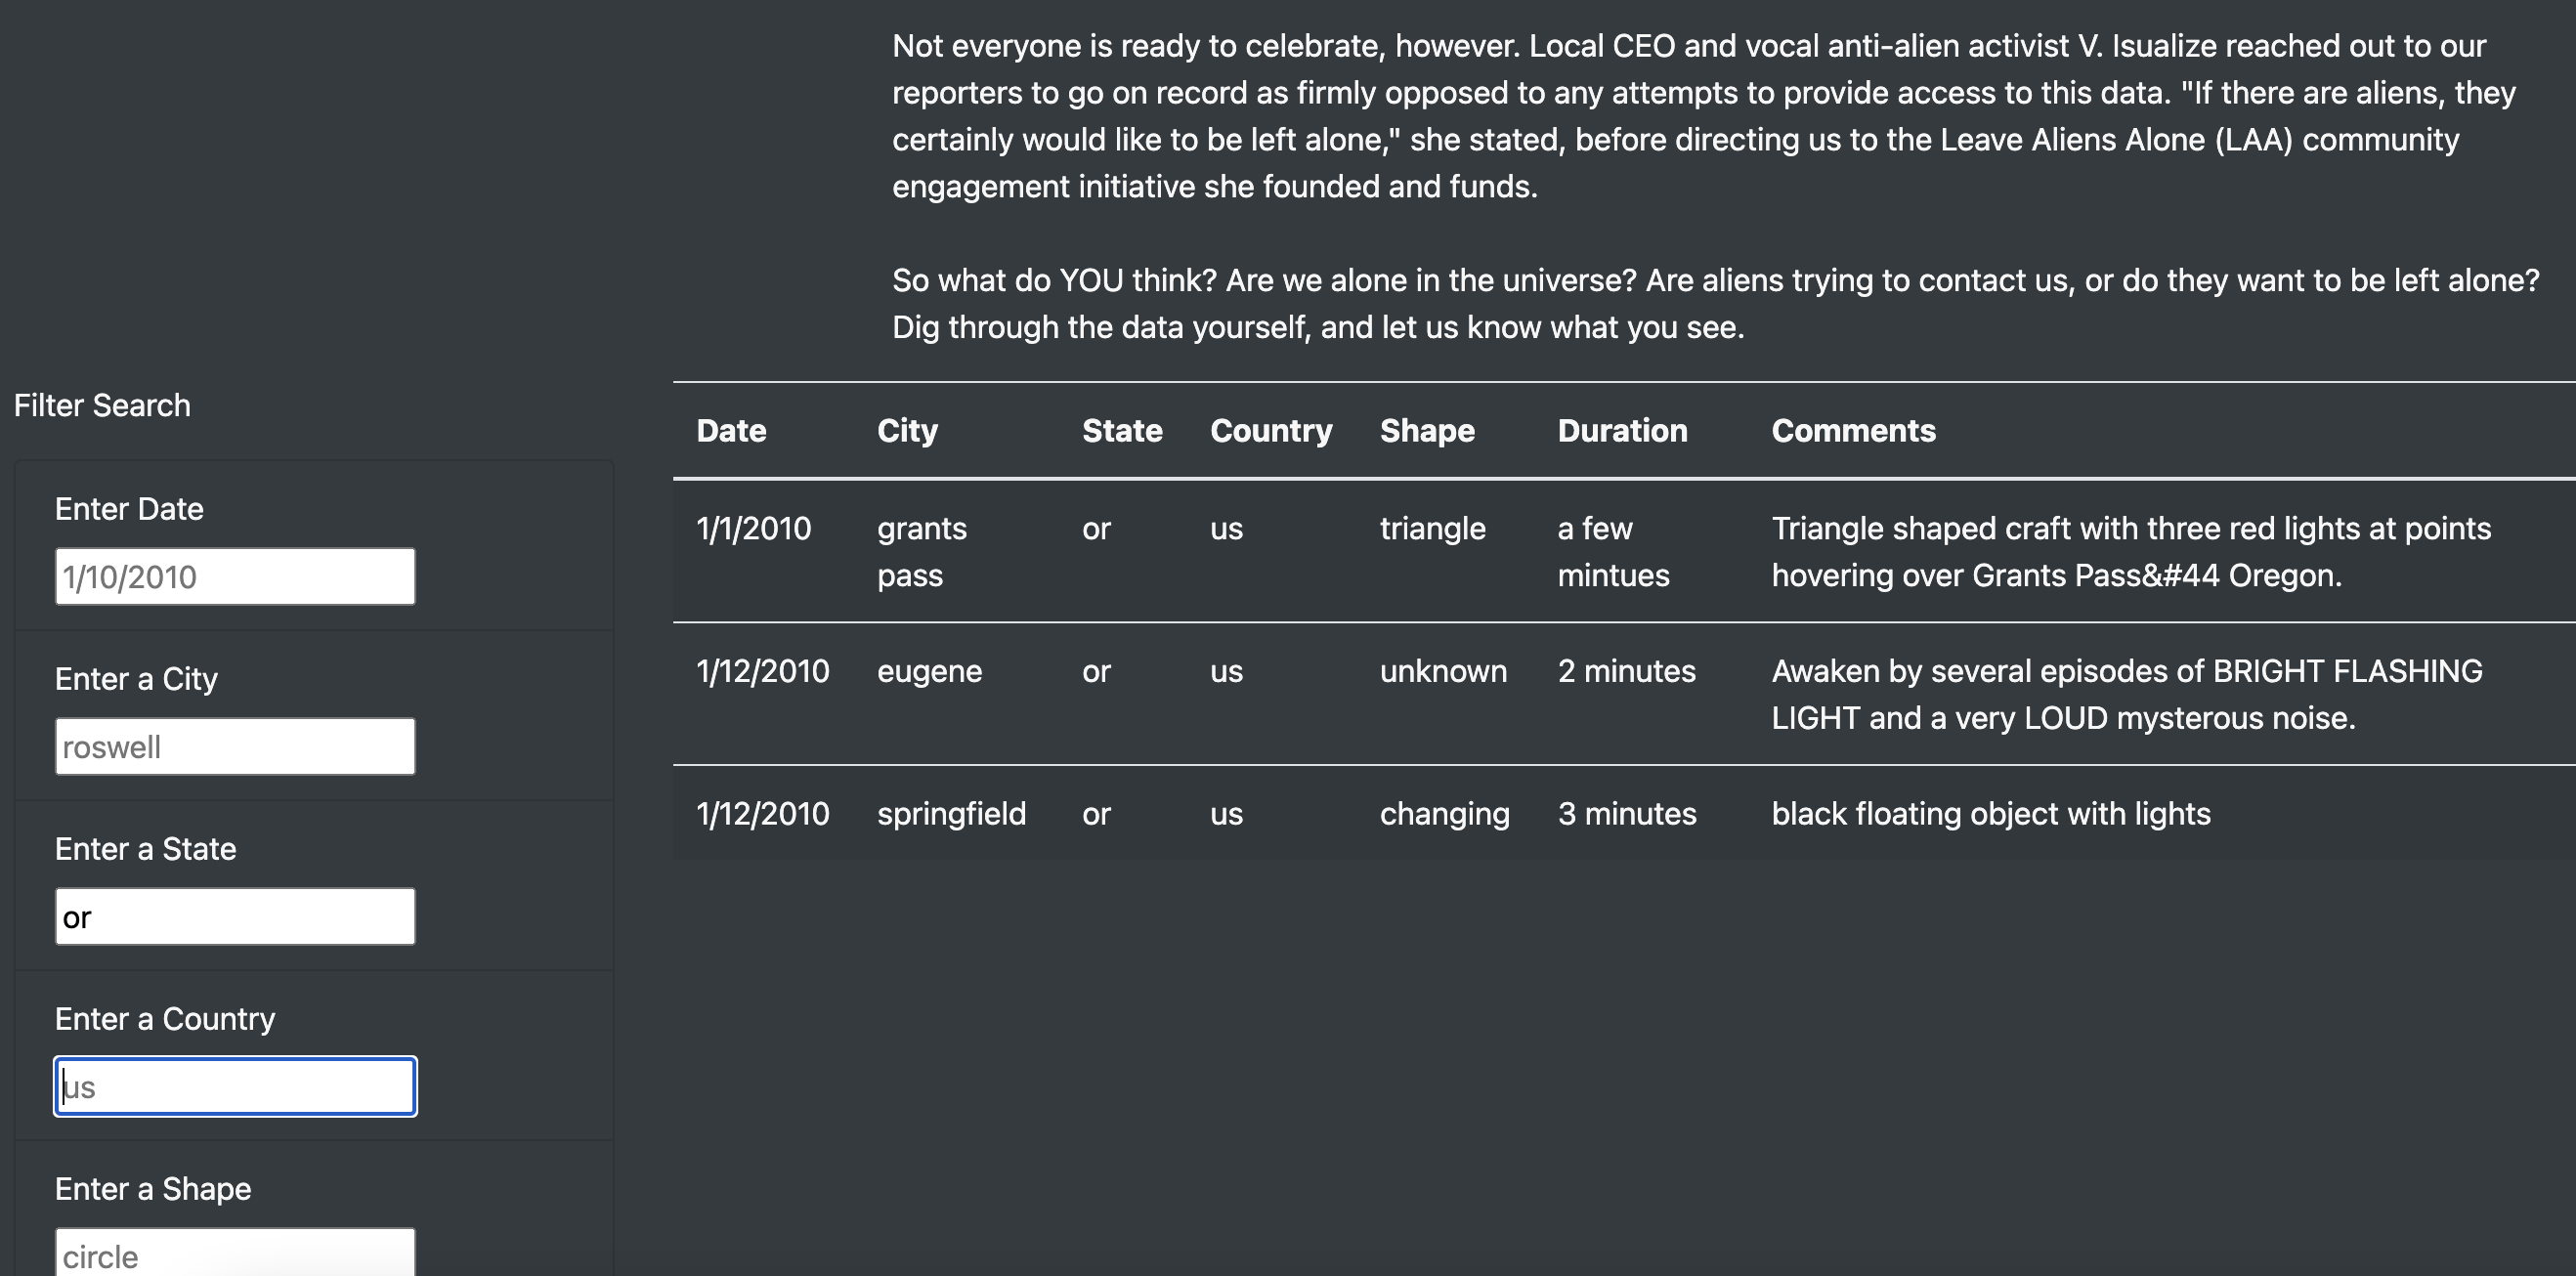 Not everyone is ready to celebrate, however. Local CEO and vocal anti-alien activist V. Isualize reached out to our
reporters to go on record as firmly opposed to any attempts to provide access to this data. "If there are aliens, they
certainly would like to be left alone," she stated, before directing us to the Leave Aliens Alone (LAA) community
engagement initiative she founded and funds.
So what do YOU think? Are we alone in the universe? Are aliens trying to contact us, or do they want to be left alone?
Dig through the data yourself, and let us know what you see.
Filter Search
Enter Date
1/10/2010
Enter a City
roswell
Enter a State
or
Enter a Country
us
Enter a Shape
circle
Date City State Country Shape Duration Comments
1/1/2010 grants or us triangle a few Triangle shaped craft with three red lights at points
pass mintues hovering over Grants Pass&#44 Oregon.
1/12/2010 eugene or us unknown 2 minutes Awaken by several episodes of BRIGHT FLASHING
LIGHT and a very LOUD mysterous noise.
1/12/2010 springfield or us changing 3 minutes black floating object with lights